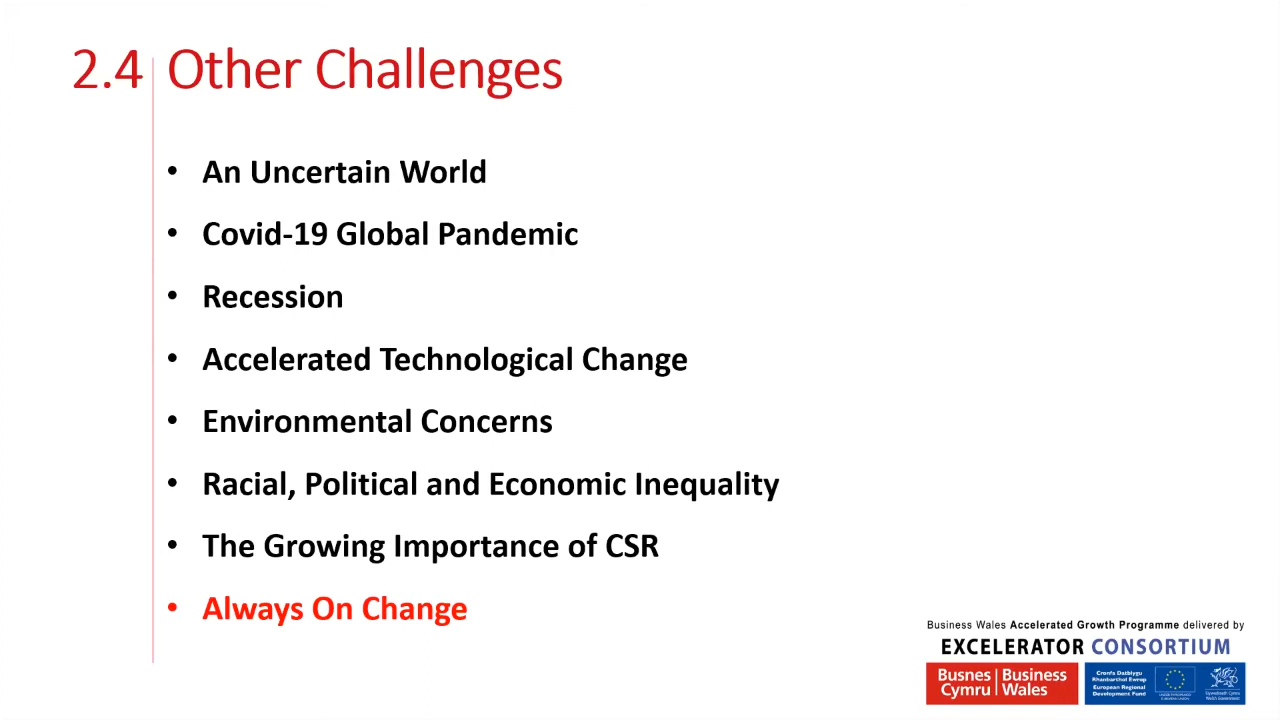 2.4 Other Challenges
• An Uncertain World
• Covid-19 Global Pandemic
• Recession
• Accelerated Technological Change
• Environmental Concerns
• Racial, Political and Economic Inequality
• The Growing Importance of CSR
• Always On Change
Business Wales Accelerated Growth Programme delivered by
EXCELERATOR CONSORTIUM
Busnes Cymru
Business Wales
Cronfa Datblygu
Rhanbarthol Ewrop
European Regional
Development Fund
Llywodraeth Cymru
Welsh Government